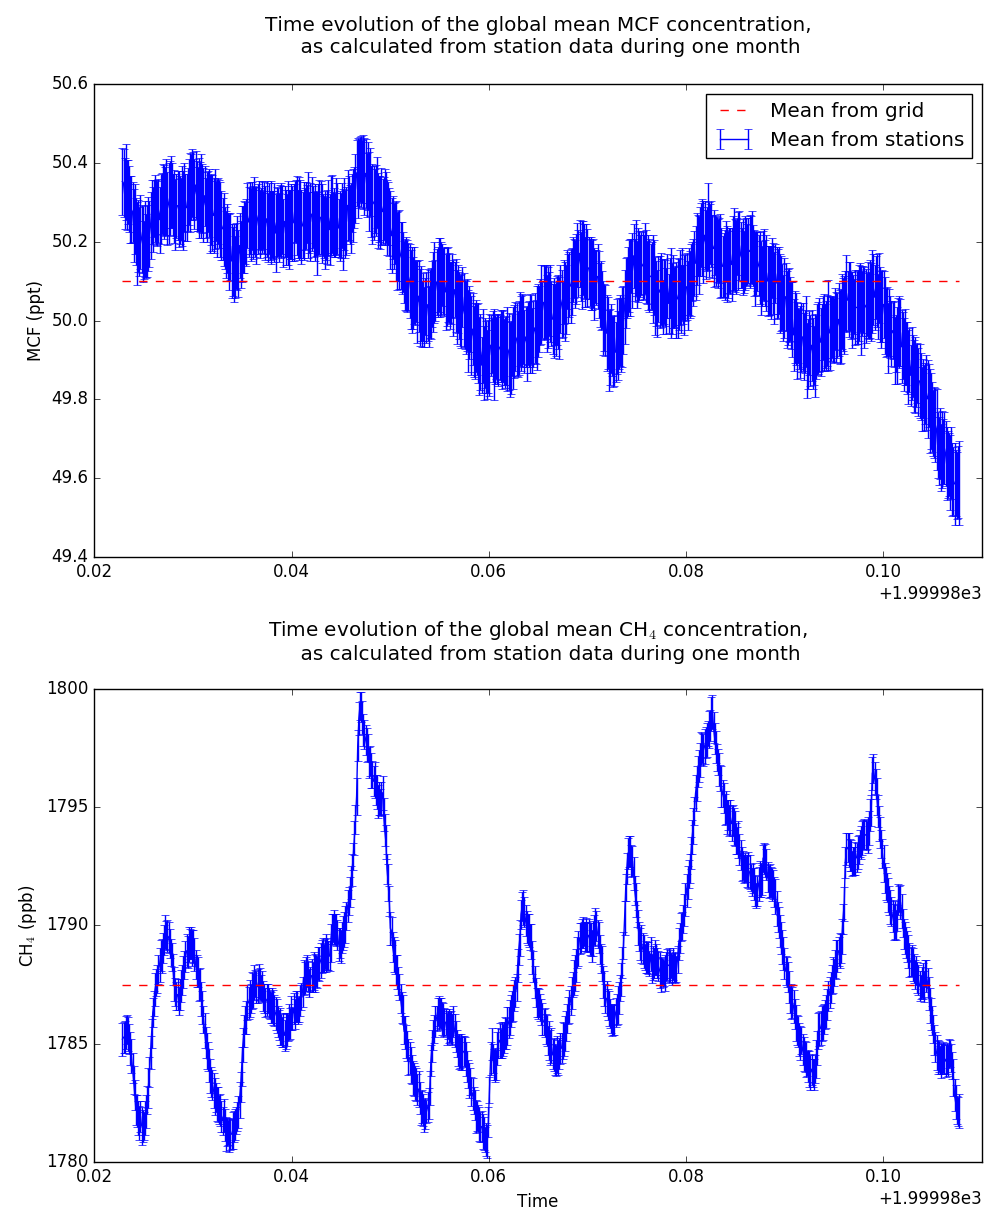 Time evolution of the global mean MCF concentration,
as calculated from station data during one month
50.6
50.4
50.2
50.0
49.8
49.6
49.4
MCF (ppt)
Mean from grid
Mean from stations
0.02 0.04 0.06 0.08 0.10
+1.99998e3
Time evolution of the global mean CH₄ concentration,
as calculated from station data during one month
1800
1795
1790
1785
1780
CH₄ (ppb)
0.02 0.04 0.06 0.08 0.10
Time
+1.99998e3